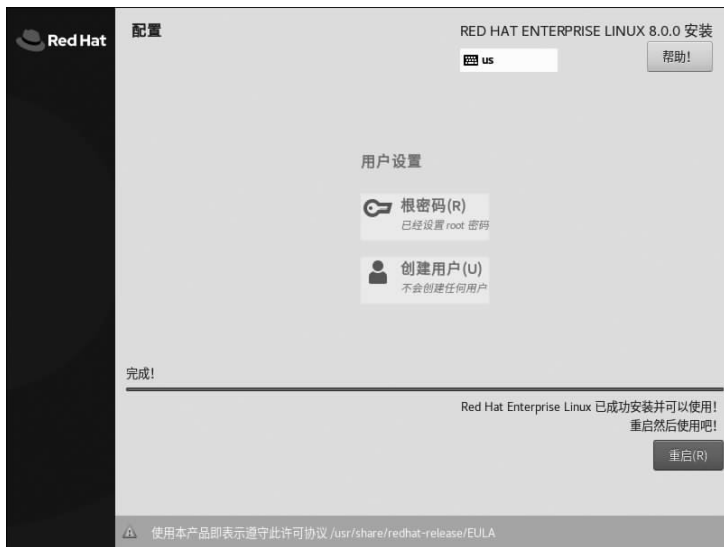 Red Hat
配置
RED HAT ENTERPRISE LINUX 8.0.0 安装
us
帮助!
用户设置
根密码(R)
已经设置 root 密码
创建用户(U)
不会创建任何用户
完成!
Red Hat Enterprise Linux 已成功安装并可以使用!
重启然后使用吧!
重启(R)
使用本产品即表示遵守此许可协议 /usr/share/redhat-release/EULA